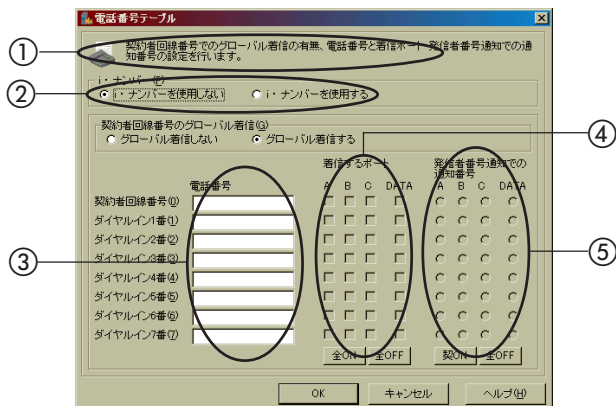 電話番号テーブル
① 契約者回線番号でのグローバル着信の有無、電話番号と着信ポート 発信者番号通知での通
知番号の設定を行います。
i・ナンバー(P)
② i・ナンバーを使用しない i・ナンバーを使用する
契約者回線番号のグローバル着信(G)
グローバル着信しない グローバル着信する
④
着信するポート 発信者番号通知での
通知番号
電話番号 A B C DATA A B C DATA
契約者回線番号(0)
ダイヤルイン1番(1)
ダイヤルイン2番(2)
③ ダイヤルイン3番(3) ⑤
ダイヤルイン4番(4)
ダイヤルイン5番(5)
ダイヤルイン6番(6)
ダイヤルイン7番(7)
全ON 全OFF 契ON 全OFF
OK キャンセル ヘルプ(H)